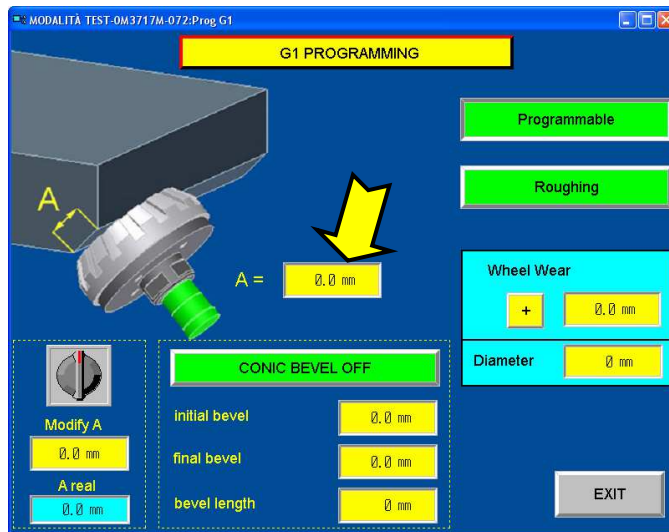 MODALITÀ TEST-0M3717M-072:Prog G1
G1 PROGRAMMING
Programmable
Roughing
A
A =
0.0 mm
Wheel Wear
+
0.0 mm
Diameter
0 mm
Modify A
0.0 mm
A real
0.0 mm
CONIC BEVEL OFF
initial bevel
0.0 mm
final bevel
0.0 mm
bevel length
0 mm
EXIT